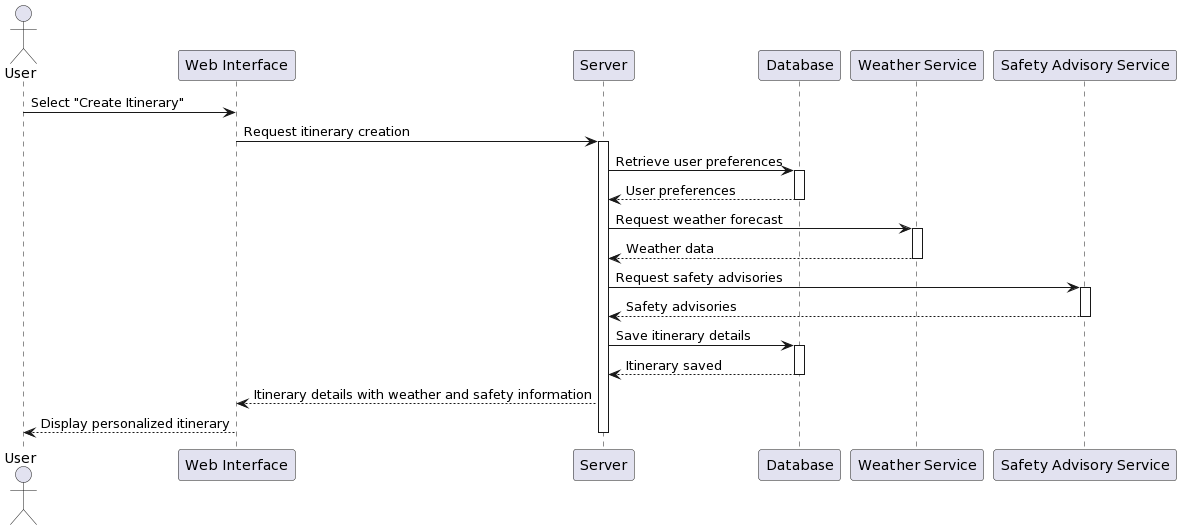 User
Web Interface
Server
Database
Weather Service
Safety Advisory Service
Select "Create Itinerary"
Request itinerary creation
Retrieve user preferences
User preferences
Request weather forecast
Weather data
Request safety advisories
Safety advisories
Save itinerary details
Itinerary saved
Itinerary details with weather and safety information
Display personalized itinerary
User
Web Interface
Server
Database
Weather Service
Safety Advisory Service